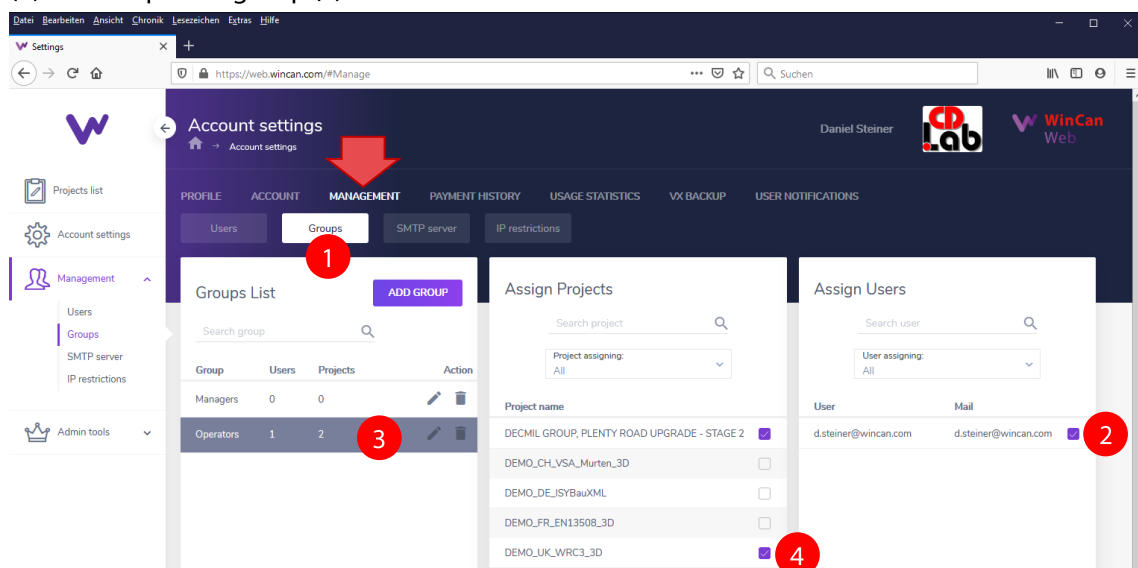 Datei Bearbeiten Ansicht Chronik Lesezeichen Extras Hilfe
Settings
https://web.wincan.com/#Manage
Suchen
Account settings
Account settings
Daniel Steiner
CD Lab
WinCan
Web
Projects list
Account settings
Management
Users
Groups
SMTP server
IP restrictions
Admin tools
PROFILE ACCOUNT MANAGEMENT PAYMENT HISTORY USAGE STATISTICS VX BACKUP USER NOTIFICATIONS
Users Groups SMTP server IP restrictions
1
Groups List ADD GROUP
Search group
Group Users Projects Action
Managers 0 0
Operators 1 2
3
Assign Projects
Search project
Project assigning:
All
Project name
DECMIL GROUP, PLENTY ROAD UPGRADE - STAGE 2
DEMO_CH_VSA_Murten_3D
DEMO_DE_ISYBauXML
DEMO_FR_EN13508_3D
DEMO_UK_WRC3_3D
4
Assign Users
Search user
User assigning:
All
User Mail
d.steiner@wincan.com d.steiner@wincan.com
2